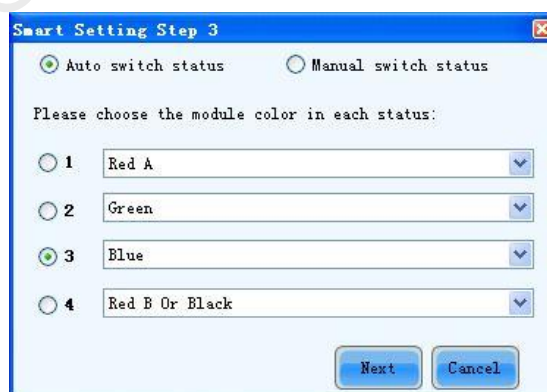 Smart Setting Step 3
Auto switch status Manual switch status
Please choose the module color in each status:
1 Red A
2 Green
3 Blue
4 Red B Or Black
Next Cancel